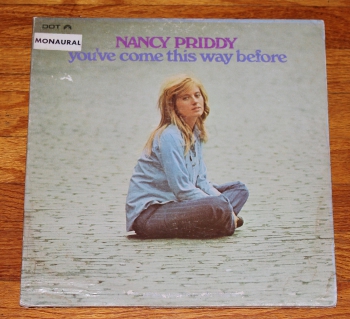 DOT
MONAURAL
NANCY PRIDDY
you've come this way before